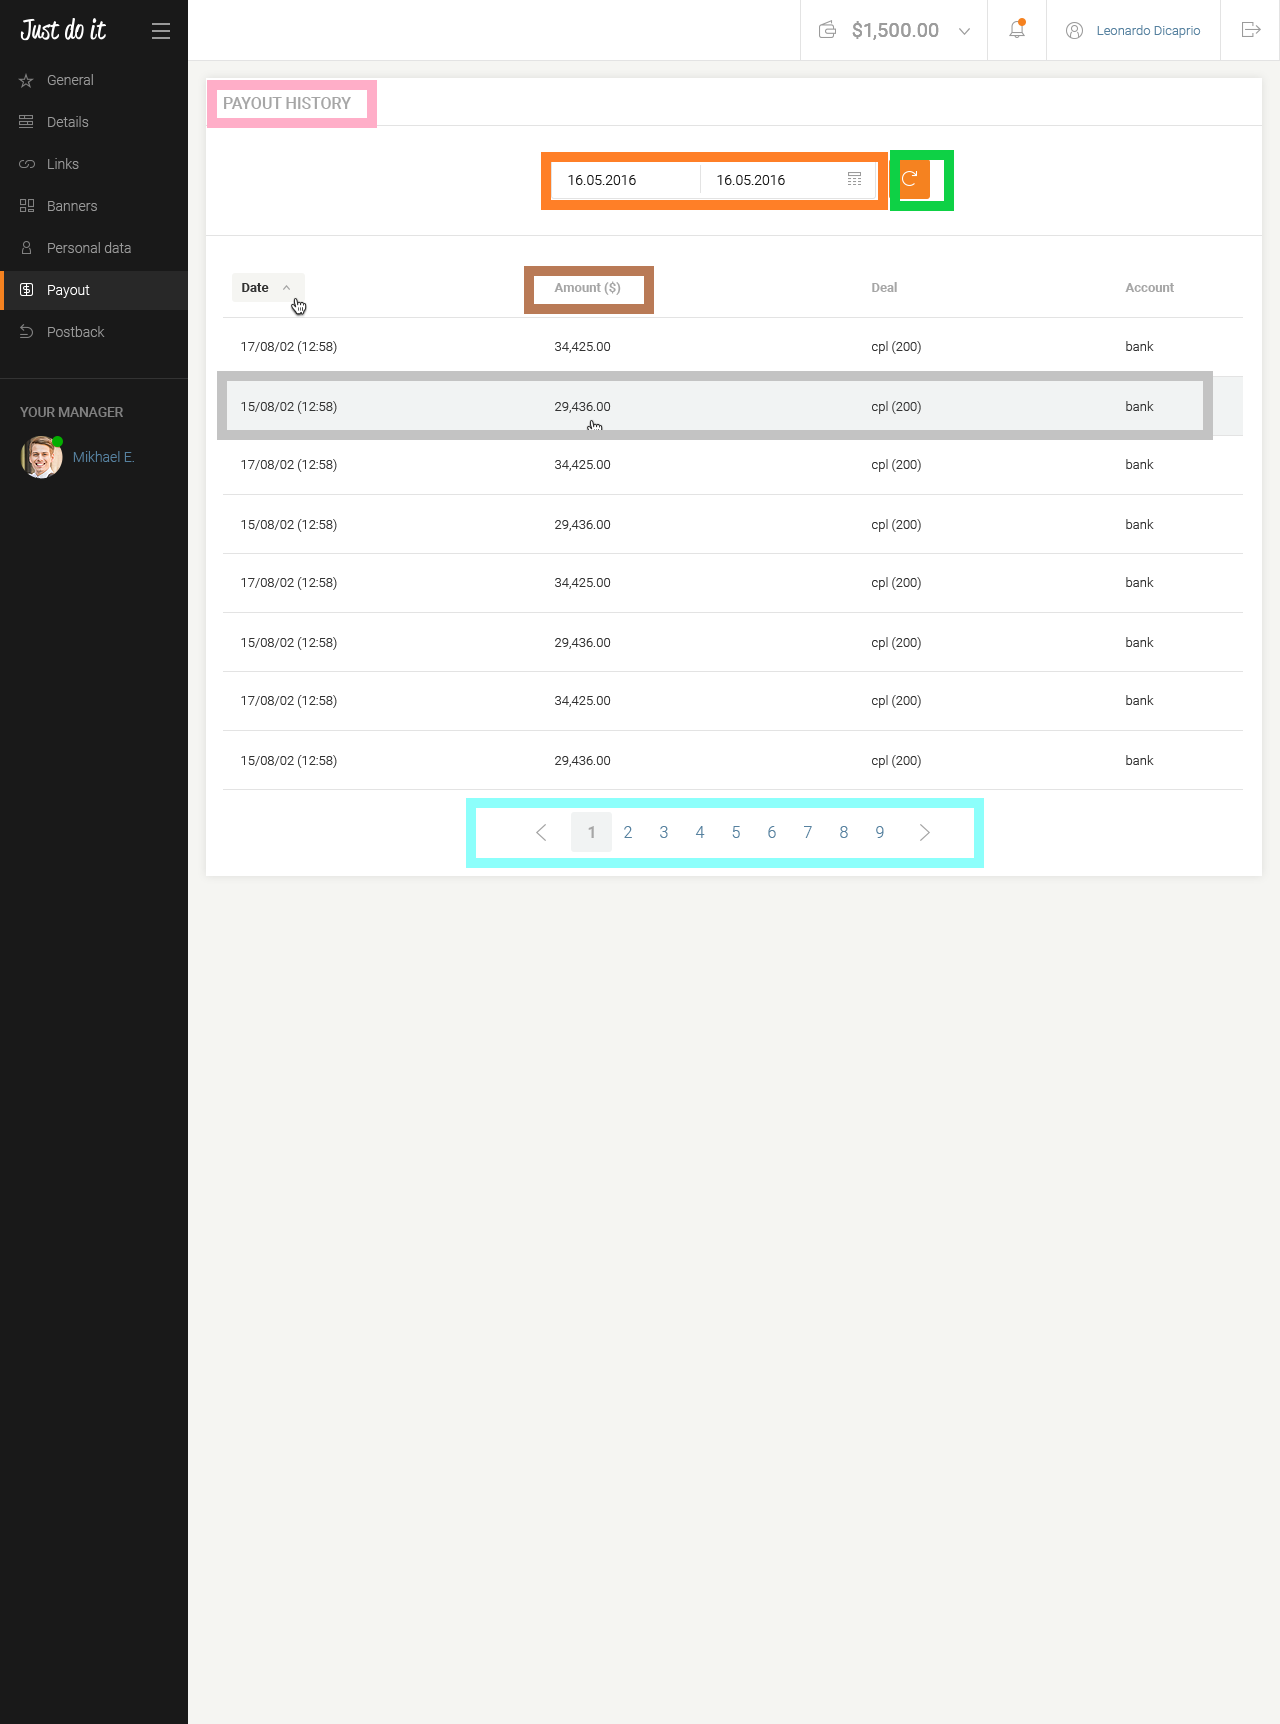 Just do it
$1,500.00
Leonardo Dicaprio
General
Details
Links
Banners
Personal data
Payout
Postback
YOUR MANAGER
Mikhael E.
PAYOUT HISTORY
16.05.2016 16.05.2016
Date Amount ($) Deal Account
17/08/02 (12:58) 34,425.00 cpl (200) bank
15/08/02 (12:58) 29,436.00 cpl (200) bank
17/08/02 (12:58) 34,425.00 cpl (200) bank
15/08/02 (12:58) 29,436.00 cpl (200) bank
17/08/02 (12:58) 34,425.00 cpl (200) bank
15/08/02 (12:58) 29,436.00 cpl (200) bank
17/08/02 (12:58) 34,425.00 cpl (200) bank
15/08/02 (12:58) 29,436.00 cpl (200) bank
1 2 3 4 5 6 7 8 9